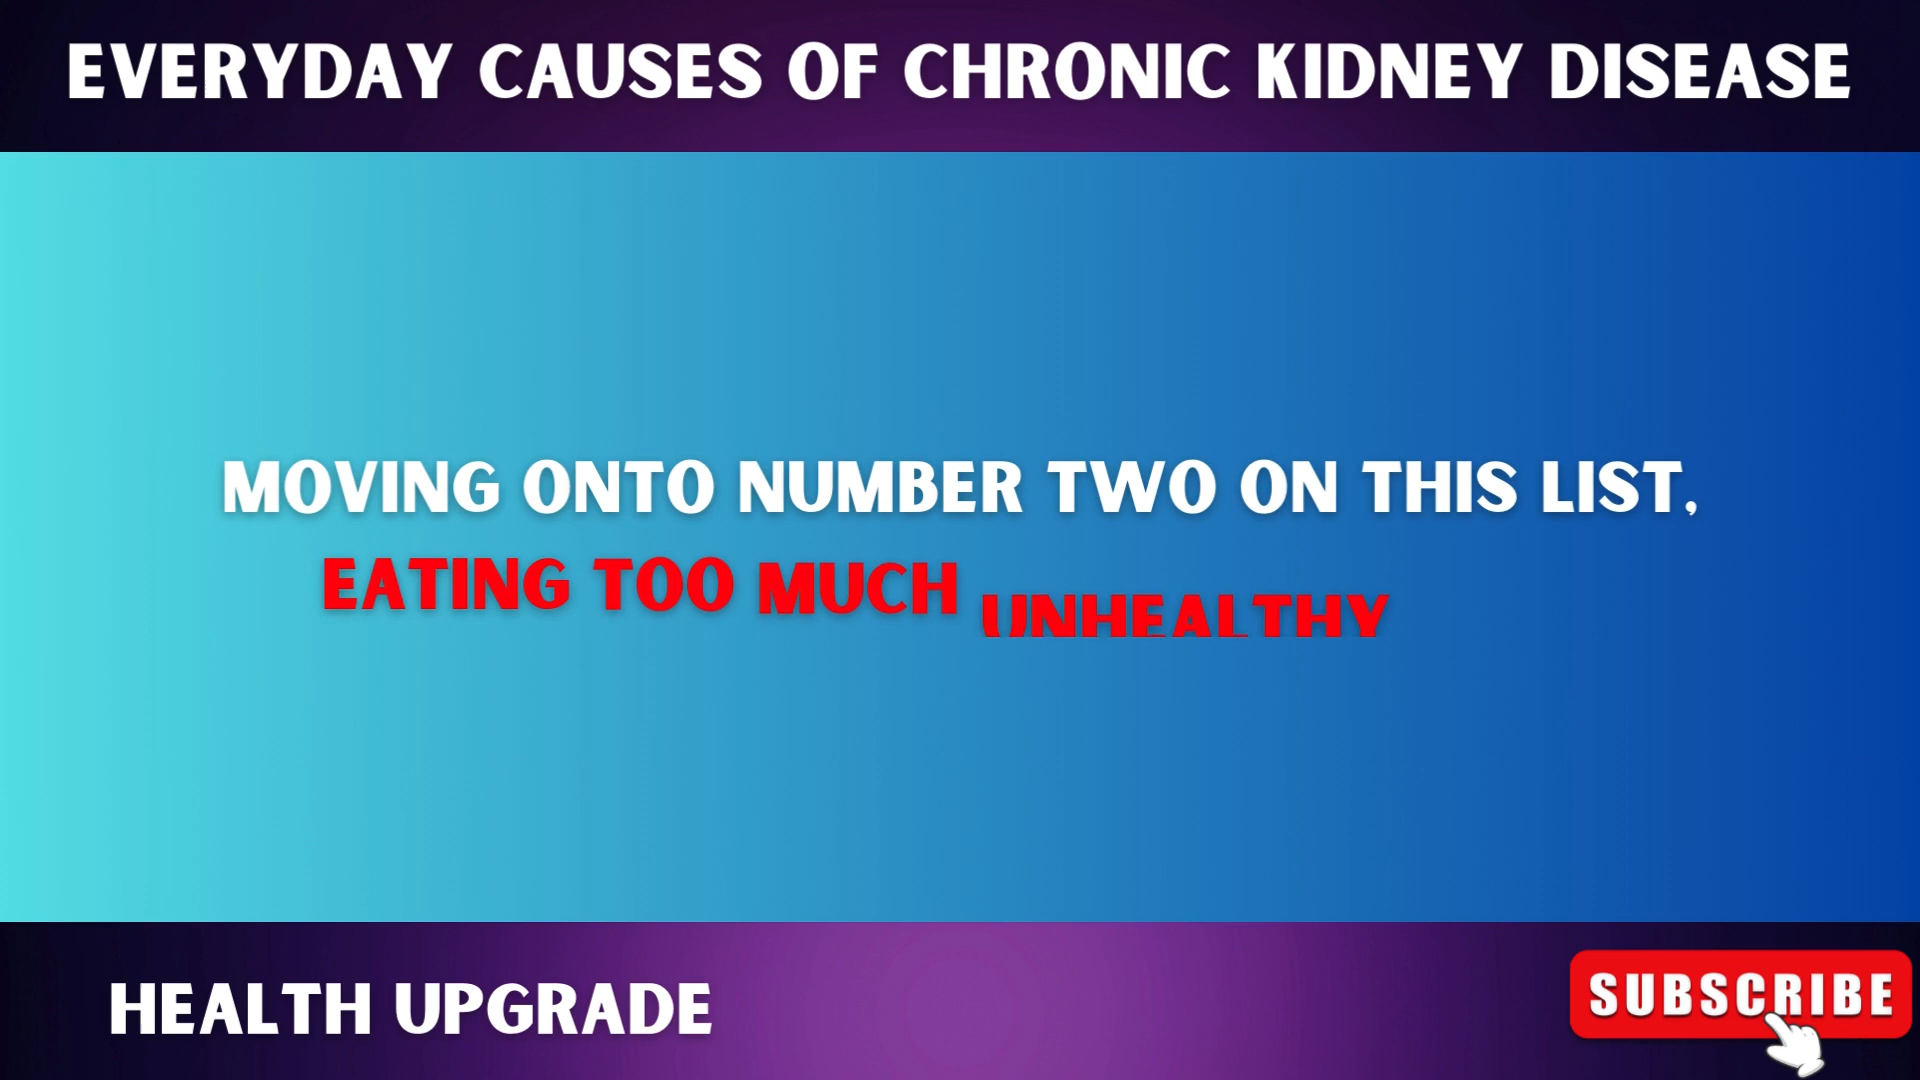 EVERYDAY CAUSES OF CHRONIC KIDNEY DISEASE
MOVING ONTO NUMBER TWO ON THIS LIST,
EATING TOO MUCH UNHEALTHY
HEALTH UPGRADE
SUBSCRIBE